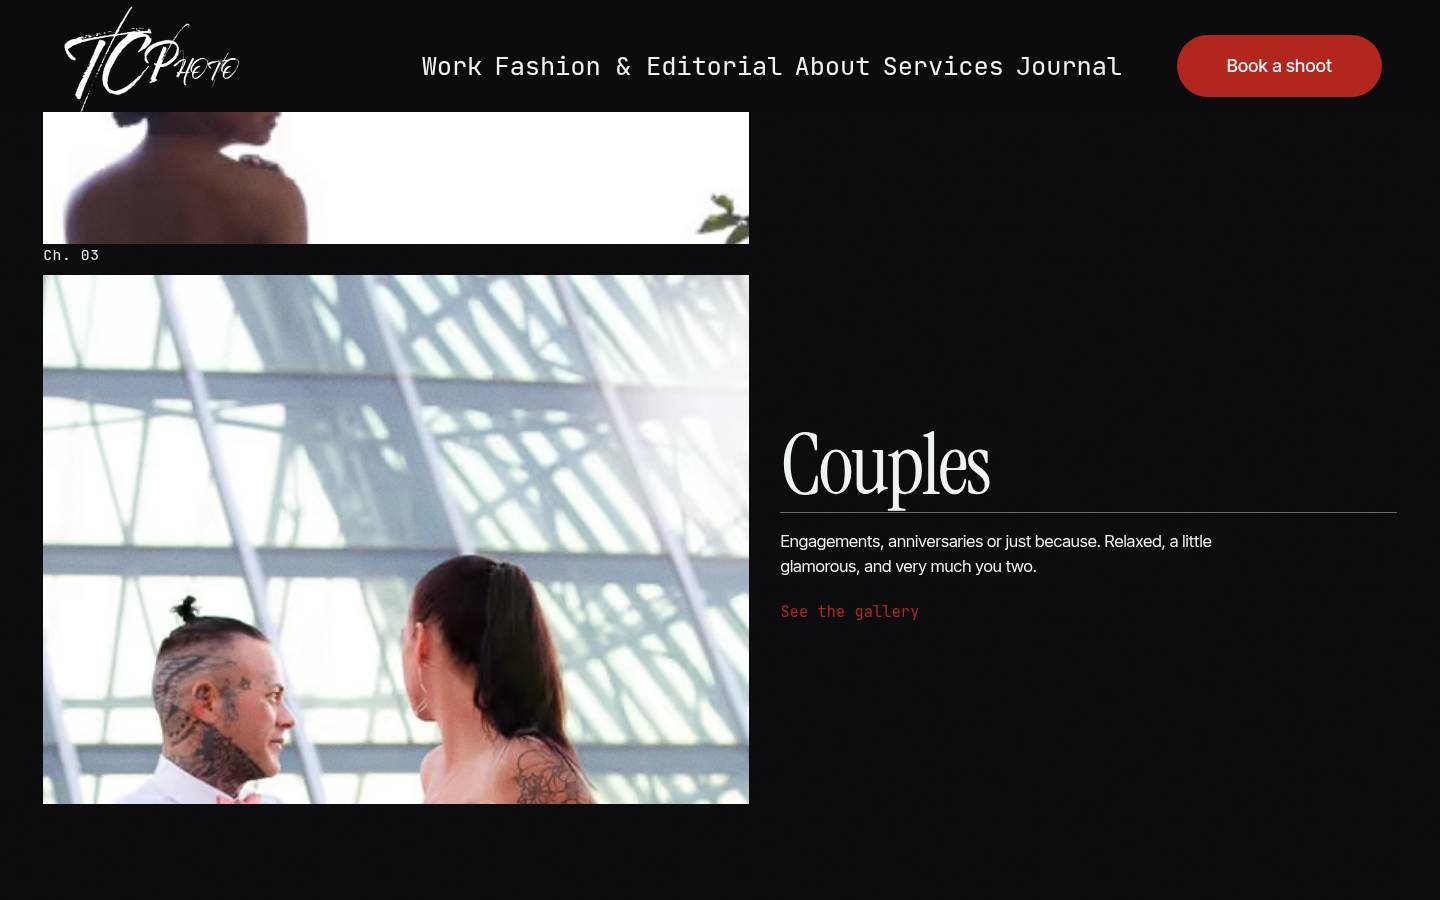 TCPHOTO
Work Fashion & Editorial About Services Journal
Book a shoot
Ch. 03
Couples
Engagements, anniversaries or just because. Relaxed, a little
glamorous, and very much you two.
See the gallery